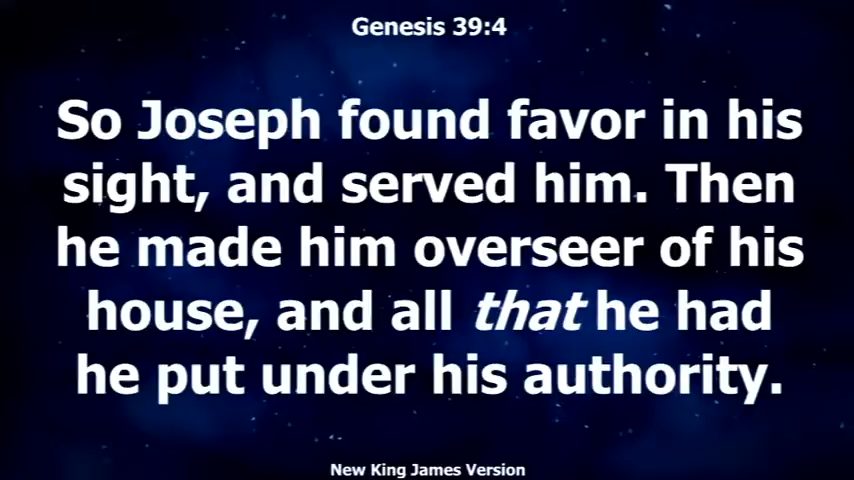 Genesis 39:4
So Joseph found favor in his
sight, and served him. Then
he made him overseer of his
house, and all that he had
he put under his authority.
New King James Version